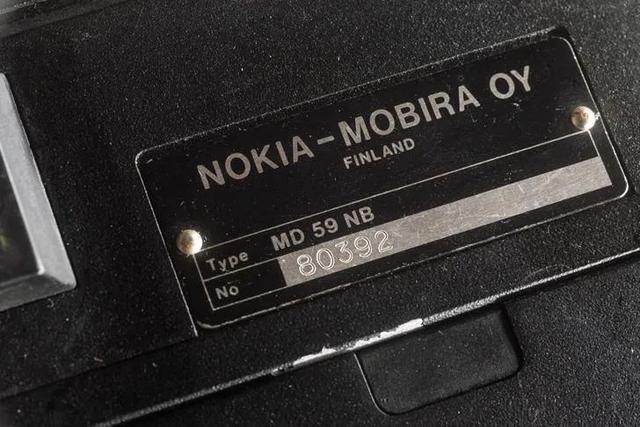 NOKIA-MOBIRA OY
FINLAND
Type MD 59 NB
No 80392